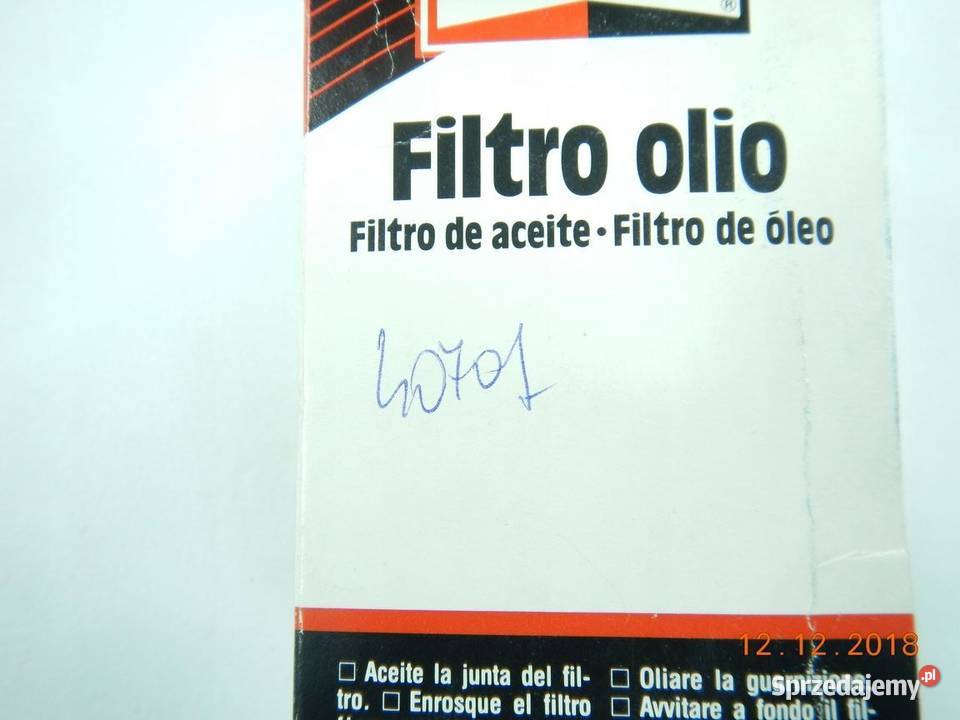 ®
Filtro olio
Filtro de aceite · Filtro de óleo
40701
12.12.2018
☐ Aceite la junta del fil-
tro. ☐ Enrosque el filtro
☐ Oliare la guarnizione
☐ Avvitare a fondo il fil-
Sprzedajemy.pl